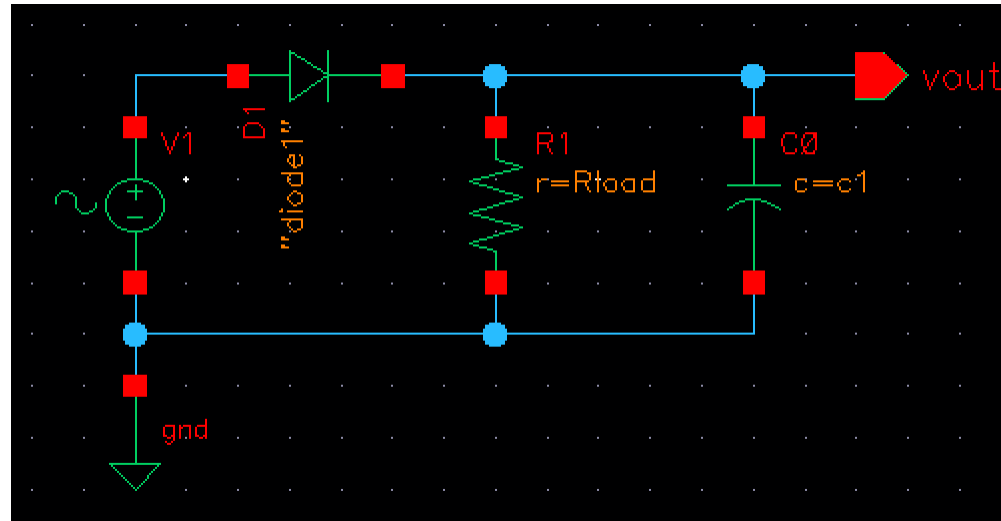 vout
D1
V1
"diode1"
R1
r=Rload
C0
c=c1
gnd